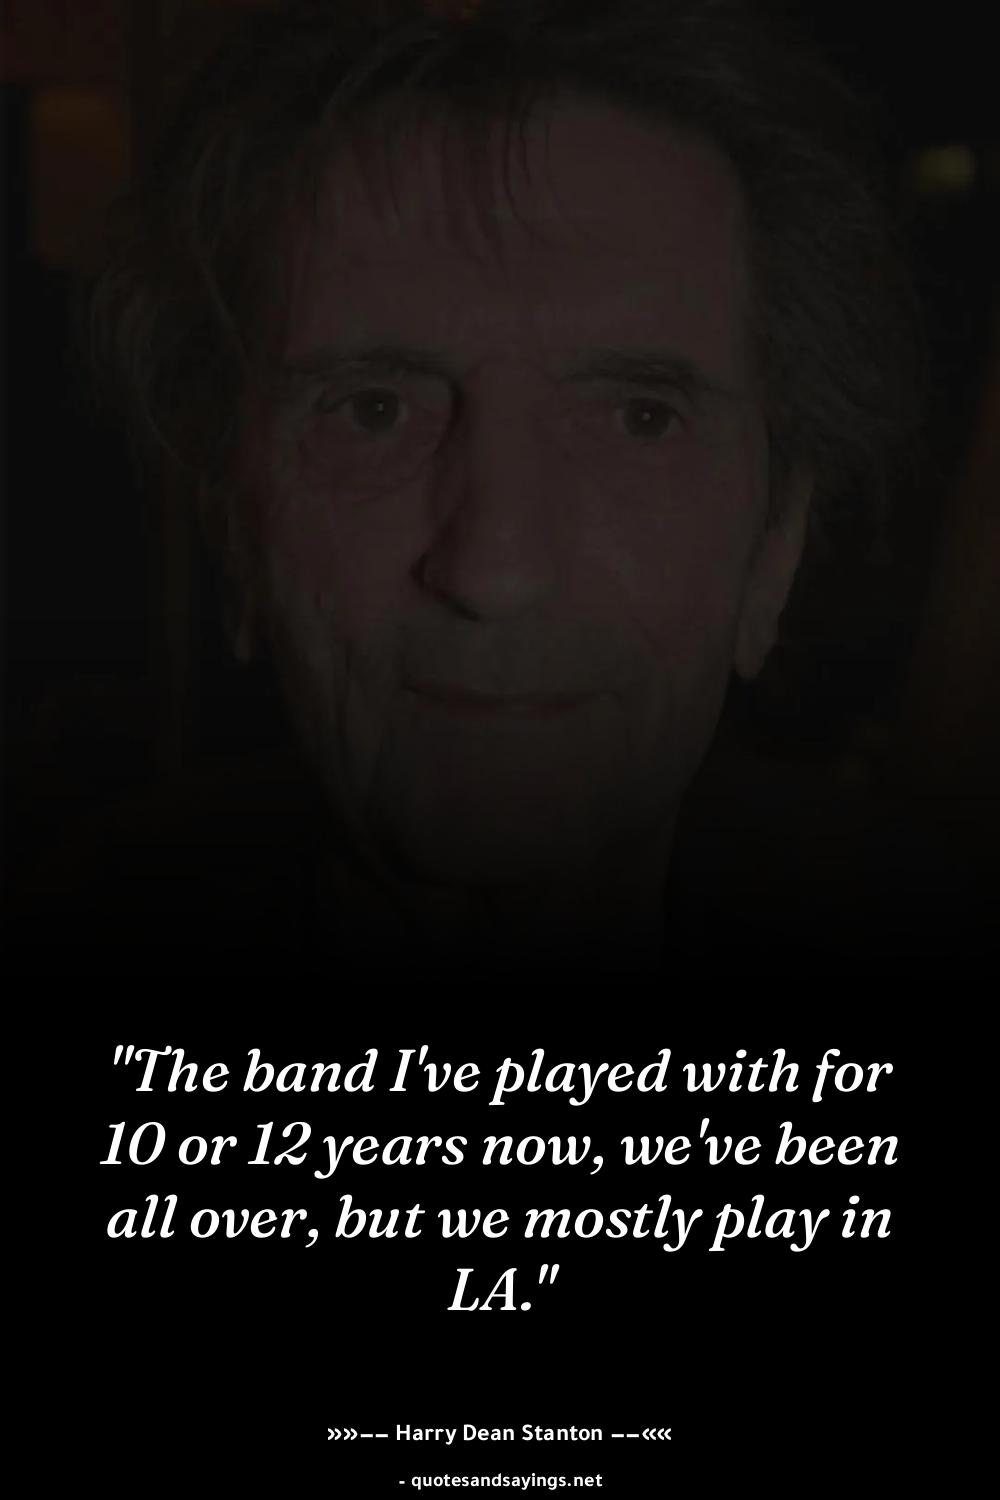 "The band I've played with for
10 or 12 years now, we've been
all over, but we mostly play in
LA."
»»−− Harry Dean Stanton −−««
- quotesandsayings.net